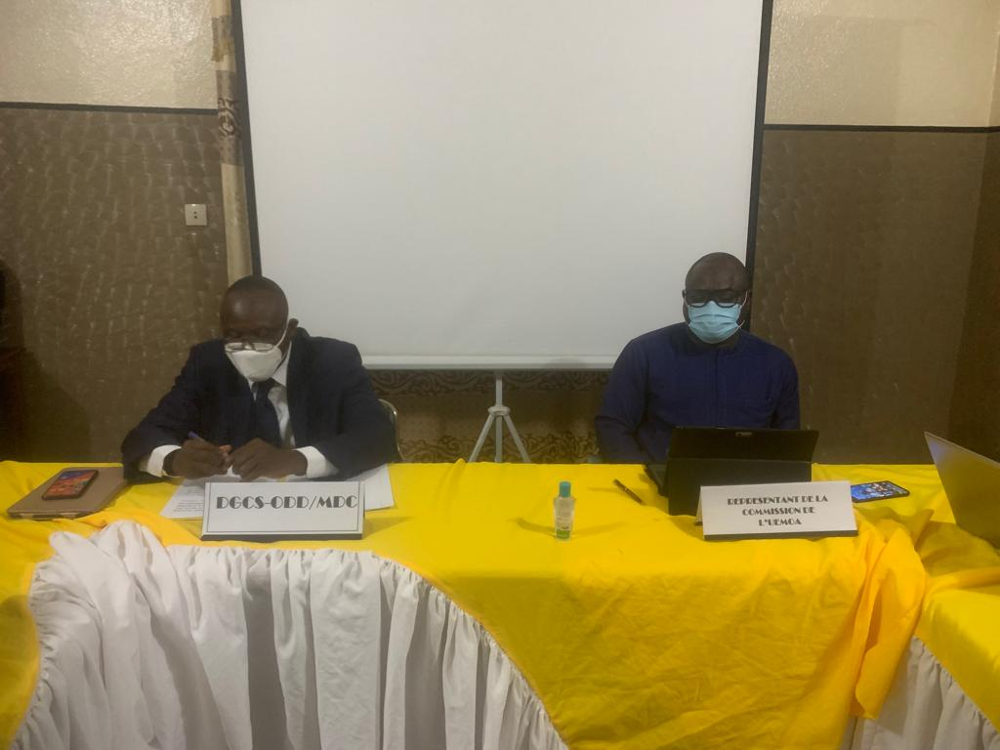 DGCS-ODD/MDC
REPRESENTANT DE LA
COMMISSION DE
L'UEMOA